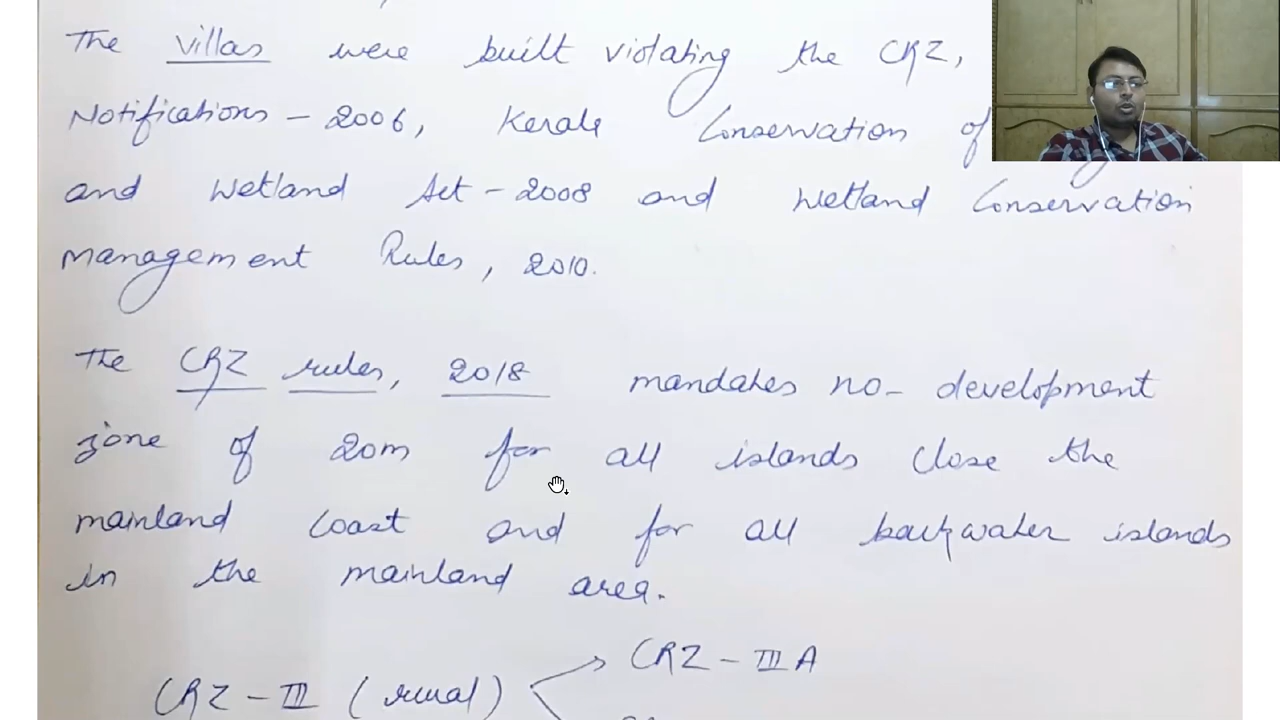 The villas were built violating the CRZ,
Notifications - 2006, Kerala Conservation of
and Wetland Act - 2008 and Wetland Conservation
management Rules, 2010.
The CRZ rules, 2018 mandates no- development
zone of 20m for all islands close the
mainland coast and for all backwater islands
in the mainland area.
CRZ - IIIA
CRZ - III (rural)